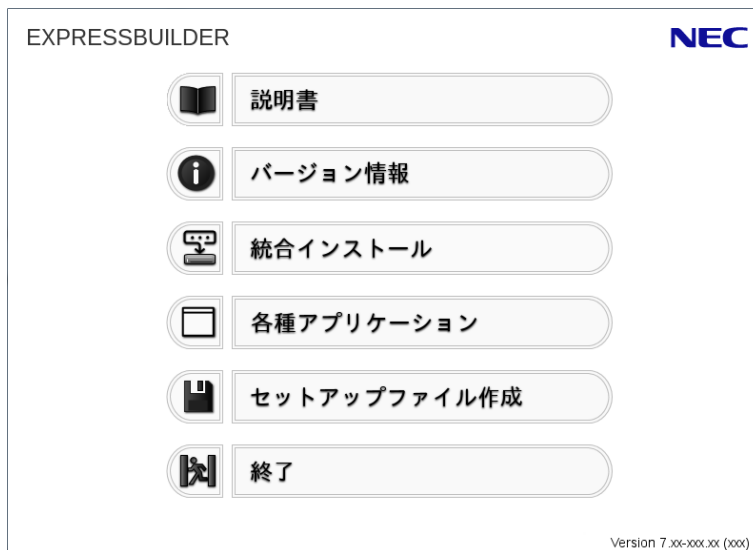 EXPRESSBUILDER
NEC
説明書
バージョン情報
統合インストール
各種アプリケーション
セットアップファイル作成
終了
Version 7.xx-xxx.xx (xxx)